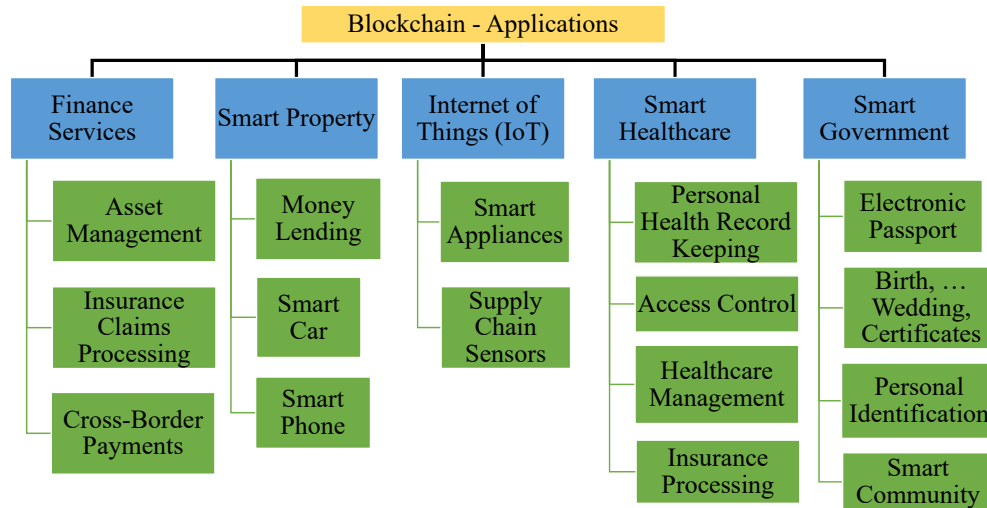 Blockchain - Applications
Finance
Services
Smart Property
Internet of
Things (IoT)
Smart
Healthcare
Smart
Government
Asset
Management
Insurance
Claims
Processing
Cross-Border
Payments
Money
Lending
Smart
Car
Smart
Phone
Smart
Appliances
Supply
Chain
Sensors
Personal
Health Record
Keeping
Access Control
Healthcare
Management
Insurance
Processing
Electronic
Passport
Birth, …
Wedding,
Certificates
Personal
Identification
Smart
Community